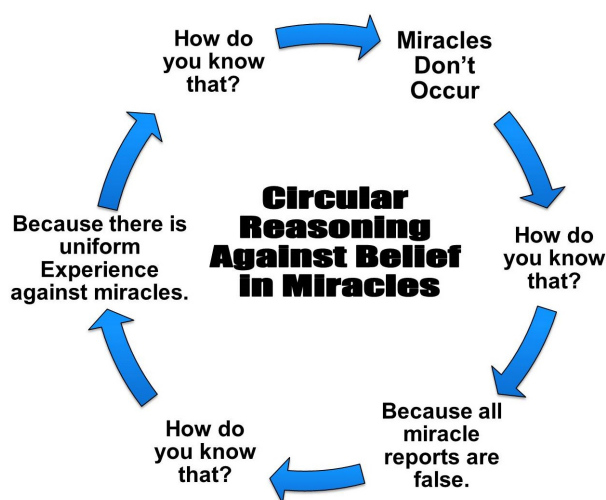 Circular
Reasoning
Against Belief
in Miracles
Miracles
Don't
Occur
How do
you know
that?
Because all
miracle
reports are
false.
How do
you know
that?
Because there is
uniform
Experience
against miracles.
How do
you know
that?